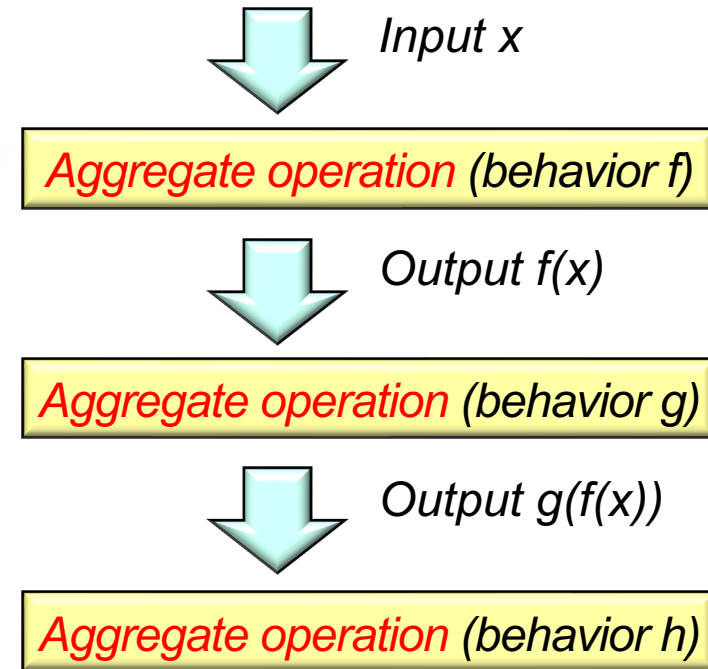 Input x
Aggregate operation (behavior f)
Output f(x)
Aggregate operation (behavior g)
Output g(f(x))
Aggregate operation (behavior h)